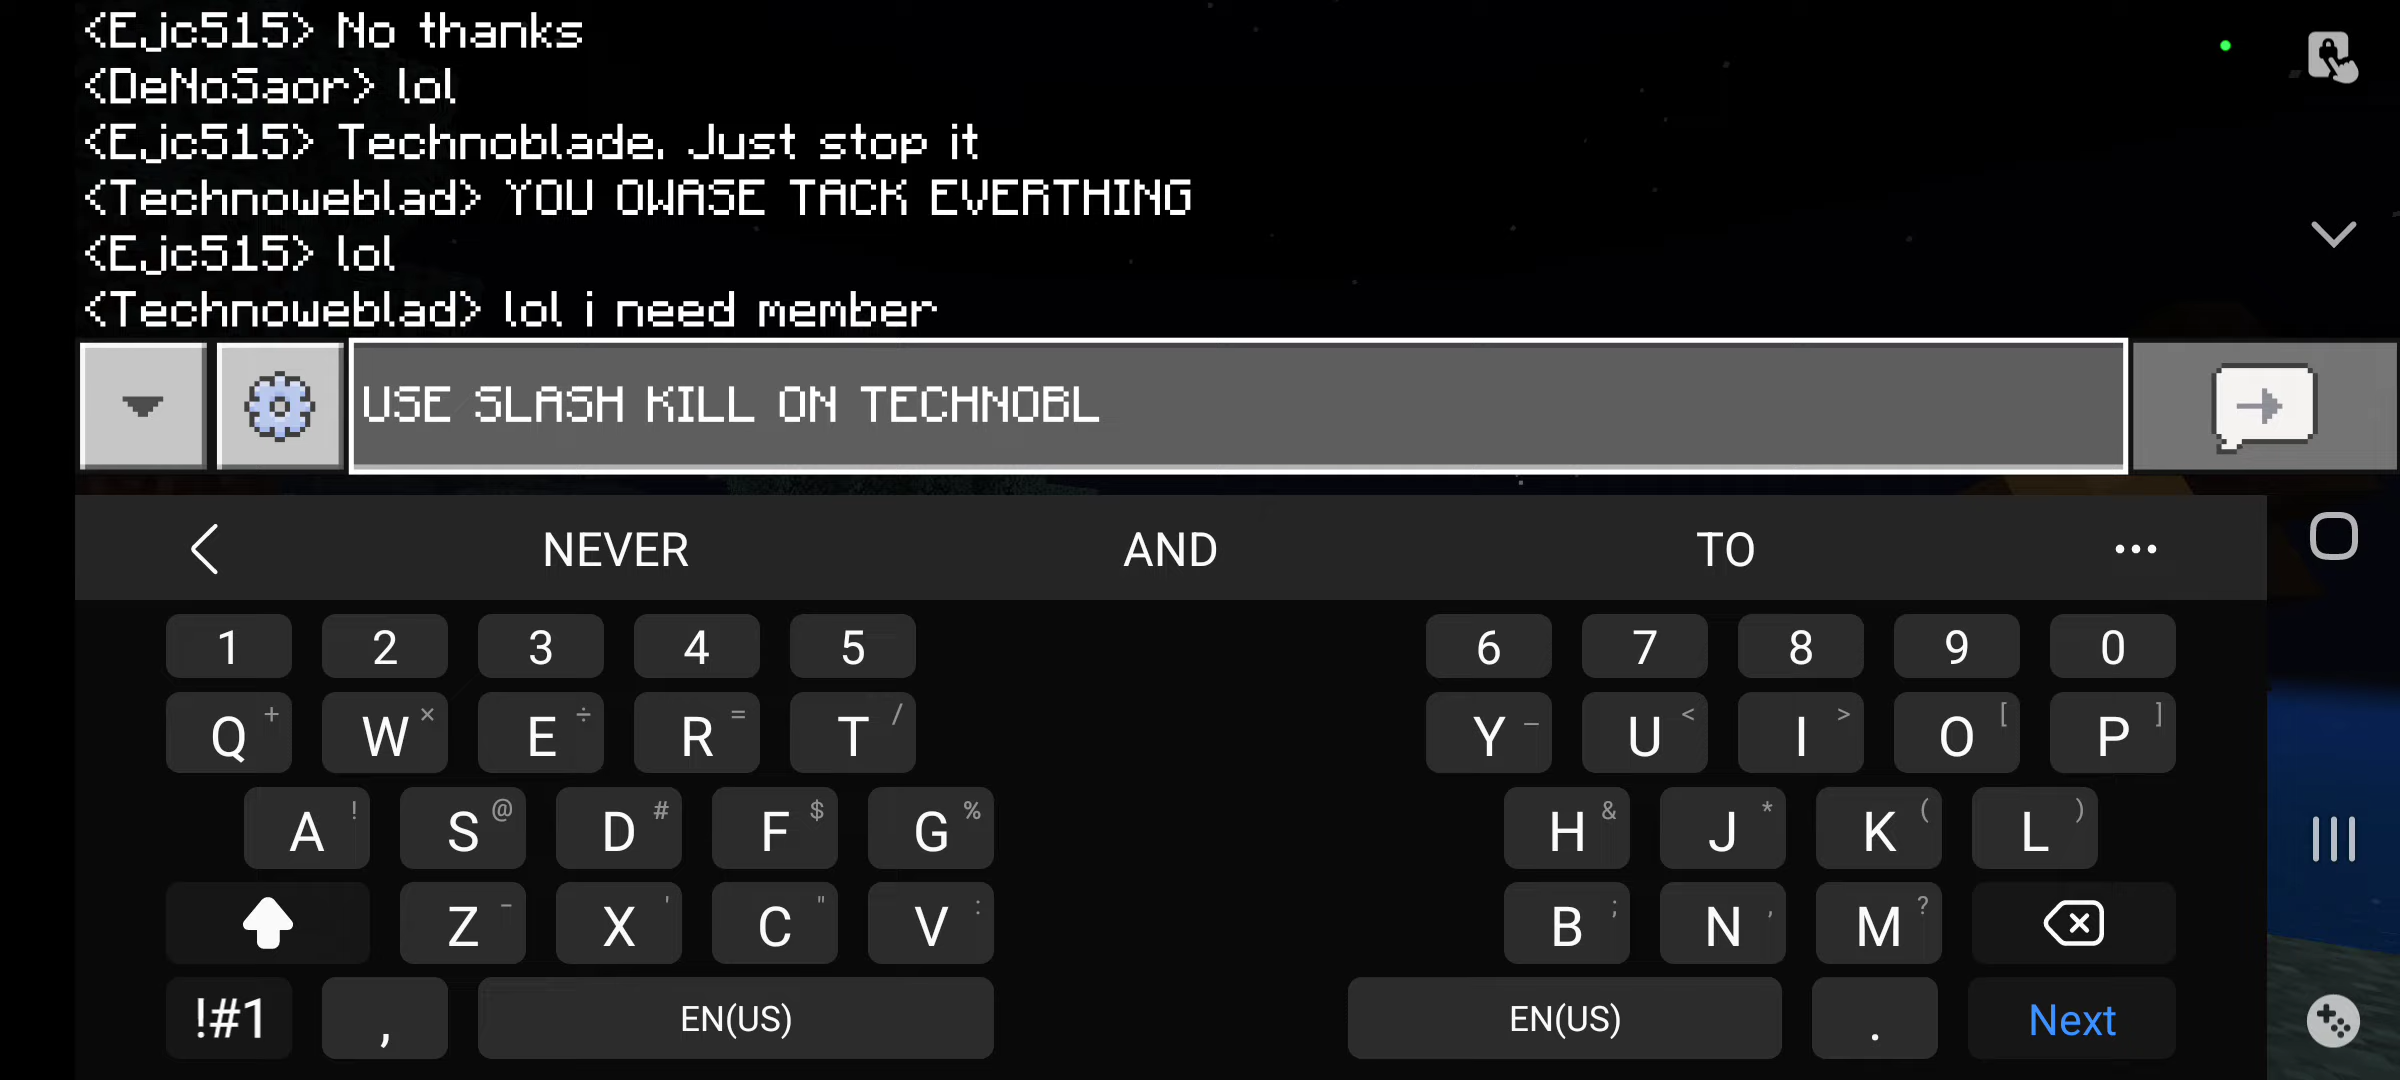 <Ejc515> No thanks
<DeNoSaor> lol
<Ejc515> Technoblade. Just stop it
<Technoweblad> YOU OWASE TACK EVERTHING
<Ejc515> lol
<Technoweblad> lol i need member
USE SLASH KILL ON TECHNOBL
NEVER AND TO ...
1 2 3 4 5 6 7 8 9 0
Q + W × E ÷ R = T / Y _ U < I > O [ P ]
A ! S @ D # F $ G % H & J * K ( L )
Z - X ' C " V : B ; N , M ?
!#1 , EN(US) EN(US) . Next